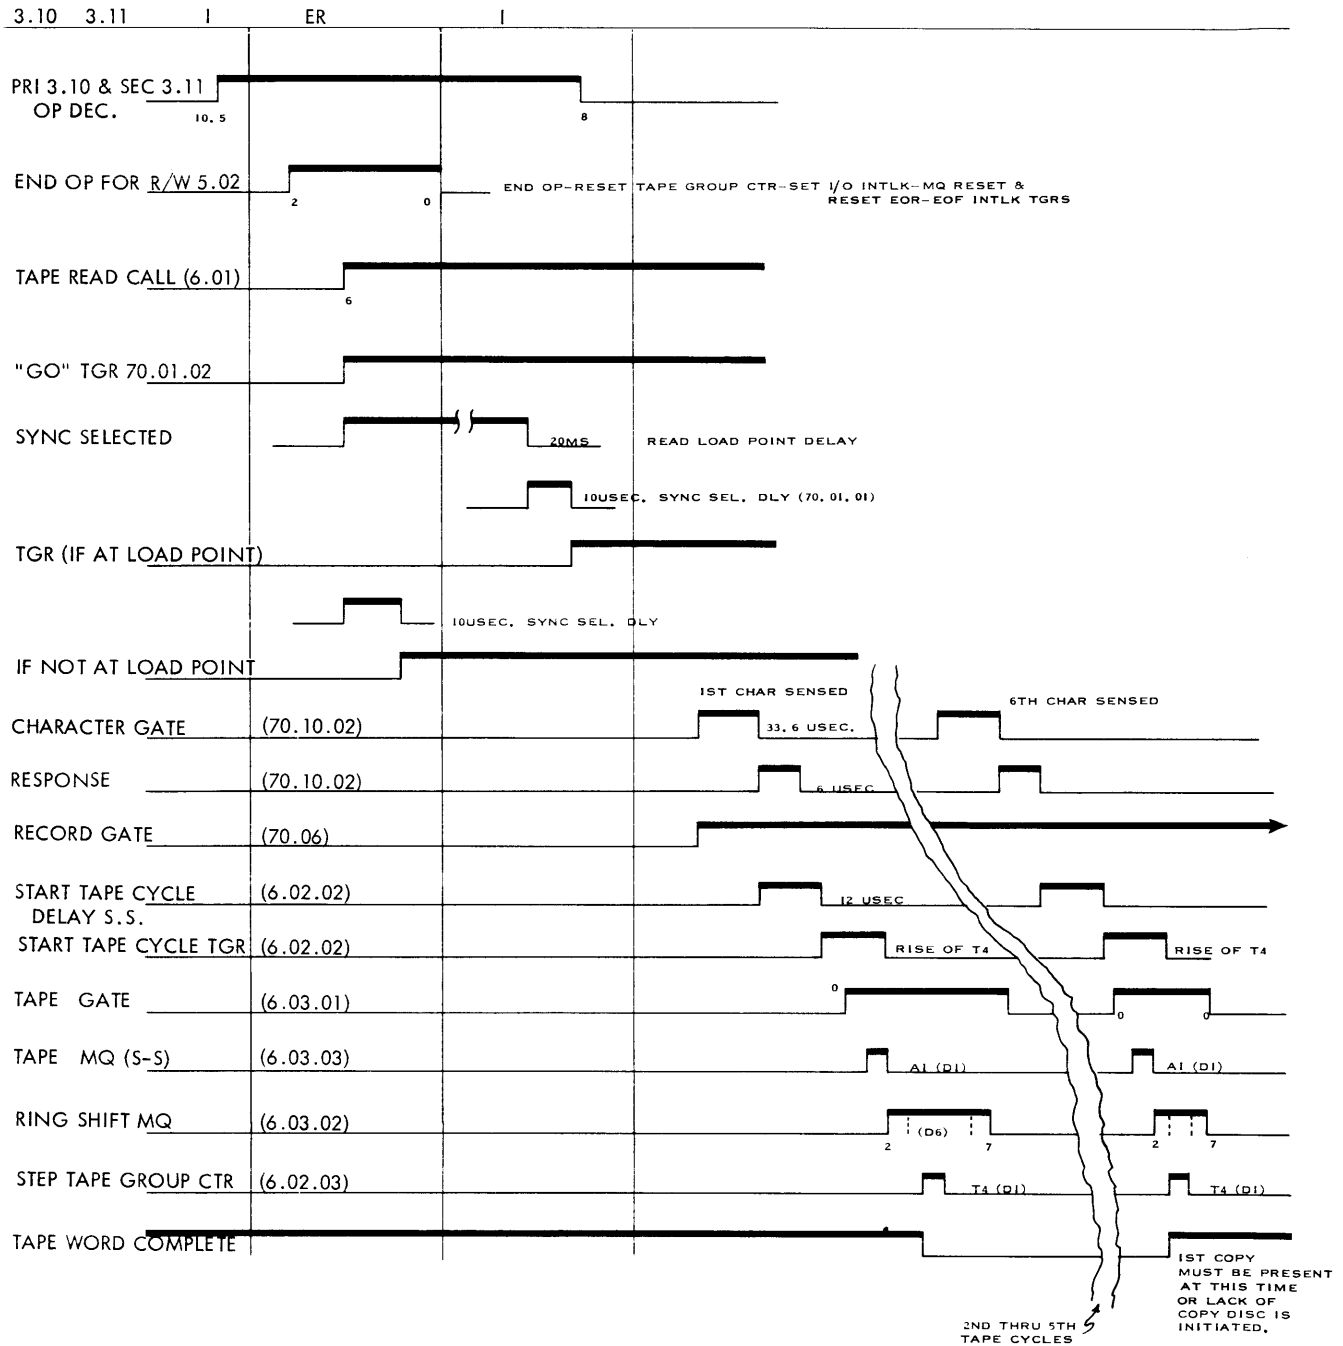 3.10 3.11 I ER I
PRI 3.10 & SEC 3.11
OP DEC.
10.5
8
END OP FOR R/W 5.02
2
0
END OP-RESET TAPE GROUP CTR-SET I/O INTLK-MQ RESET &
RESET EOR-EOF INTLK TGRS
TAPE READ CALL (6.01)
6
"GO" TGR 70.01.02
SYNC SELECTED
20MS
READ LOAD POINT DELAY
10USEC. SYNC SEL. DLY (70.01.01)
TGR (IF AT LOAD POINT)
10USEC. SYNC SEL. DLY
IF NOT AT LOAD POINT
1ST CHAR SENSED
6TH CHAR SENSED
CHARACTER GATE (70.10.02)
33.6 USEC.
RESPONSE (70.10.02)
6 USEC
RECORD GATE (70.06)
START TAPE CYCLE (6.02.02)
DELAY S.S.
12 USEC
START TAPE CYCLE TGR (6.02.02)
RISE OF T4
RISE OF T4
TAPE GATE (6.03.01)
0
0
0
TAPE MQ (S-S) (6.03.03)
A1 (D1)
A1 (D1)
RING SHIFT MQ (6.03.02)
(D6)
2
7
2
7
STEP TAPE GROUP CTR (6.02.03)
T4 (D1)
T4 (D1)
TAPE WORD COMPLETE
1ST COPY
MUST BE PRESENT
AT THIS TIME
OR LACK OF
COPY DISC IS
INITIATED.
2ND THRU 5TH
TAPE CYCLES